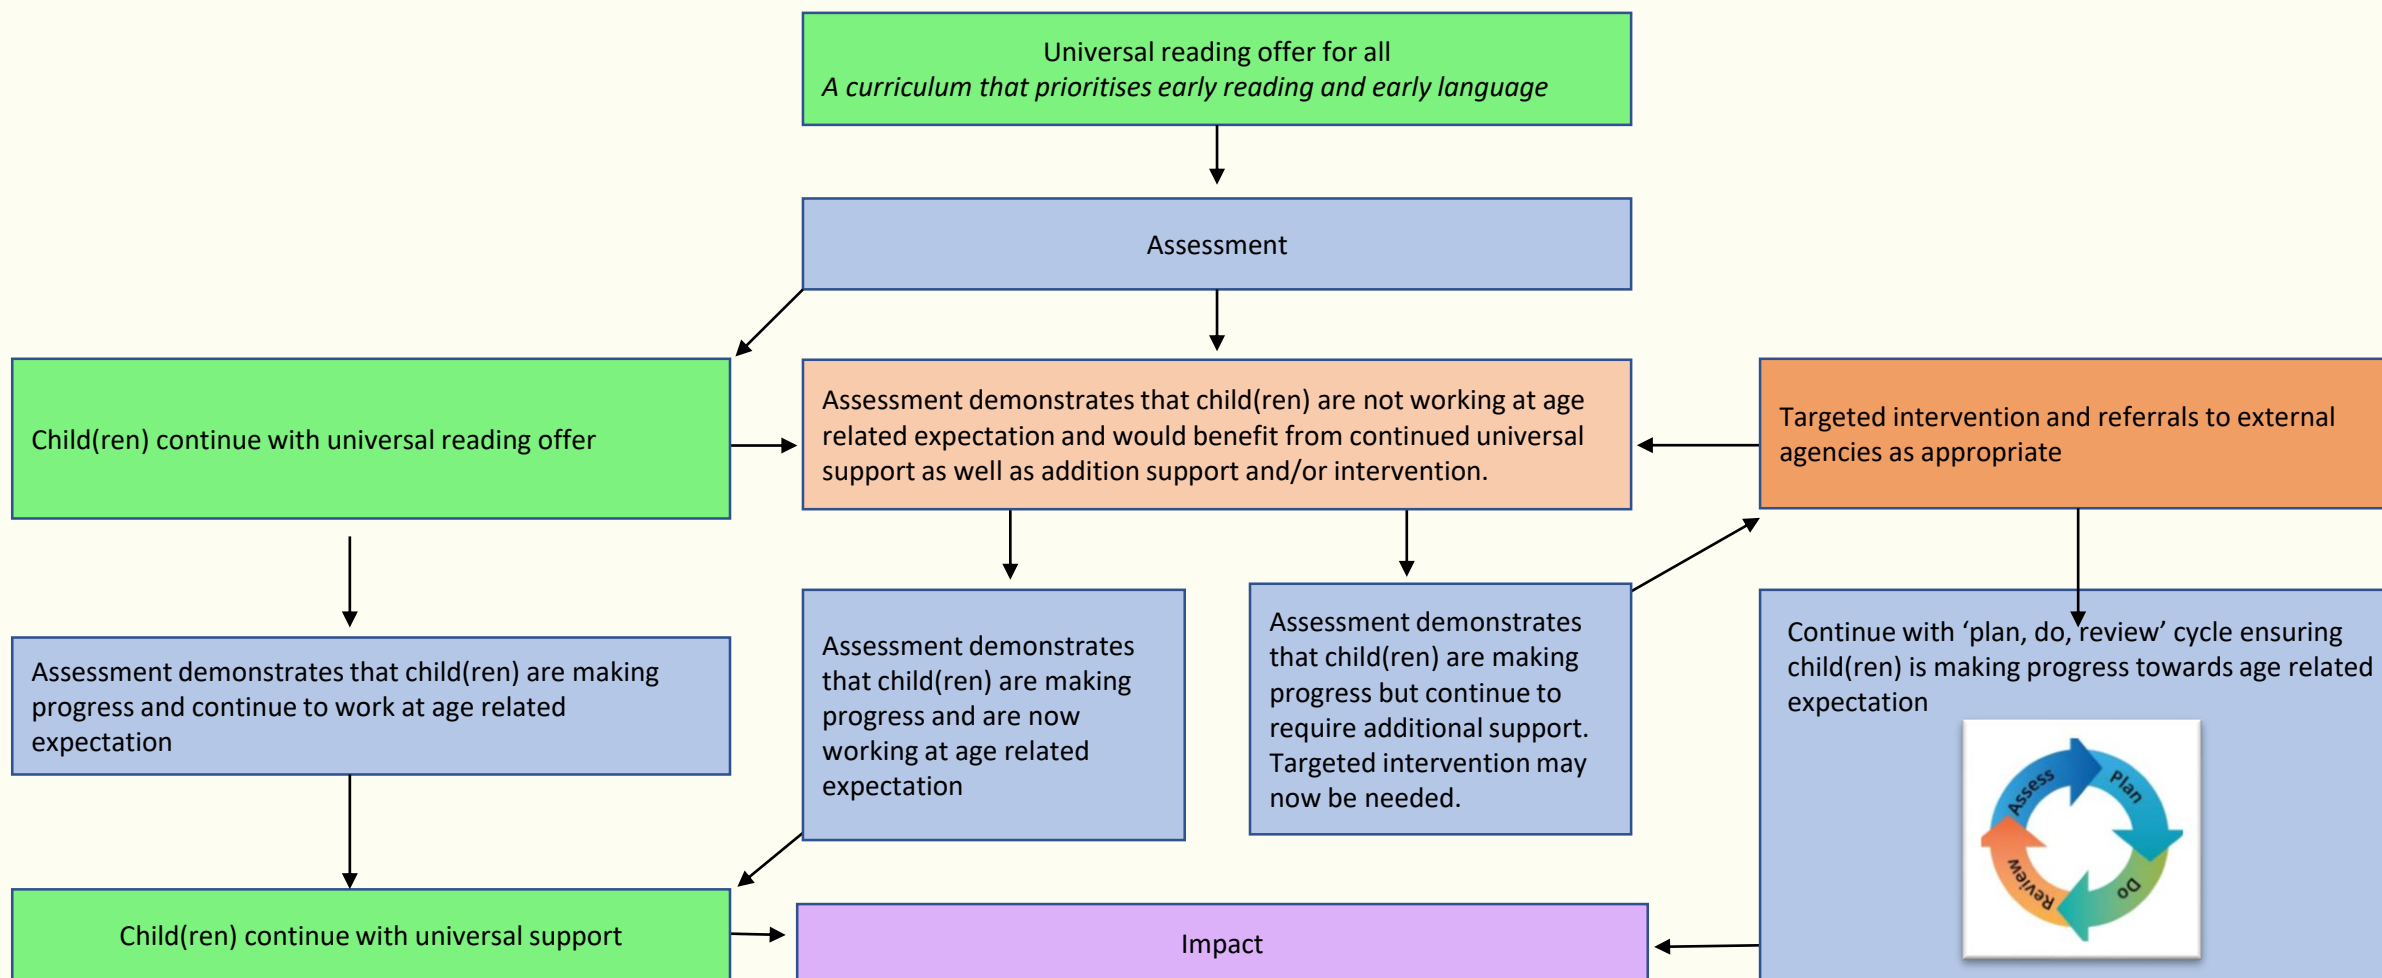 Universal reading offer for all
A curriculum that prioritises early reading and early language
Assessment
Child(ren) continue with universal reading offer
Assessment demonstrates that child(ren) are not working at age
related expectation and would benefit from continued universal
support as well as addition support and/or intervention.
Targeted intervention and referrals to external
agencies as appropriate
Assessment demonstrates that child(ren) are making
progress and continue to work at age related
expectation
Assessment demonstrates
that child(ren) are making
progress and are now
working at age related
expectation
Assessment demonstrates
that child(ren) are making
progress but continue to
require additional support.
Targeted intervention may
now be needed.
Continue with ‘plan, do, review’ cycle ensuring
child(ren) is making progress towards age related
expectation
Assess
Plan
Do
Review
Child(ren) continue with universal support
Impact